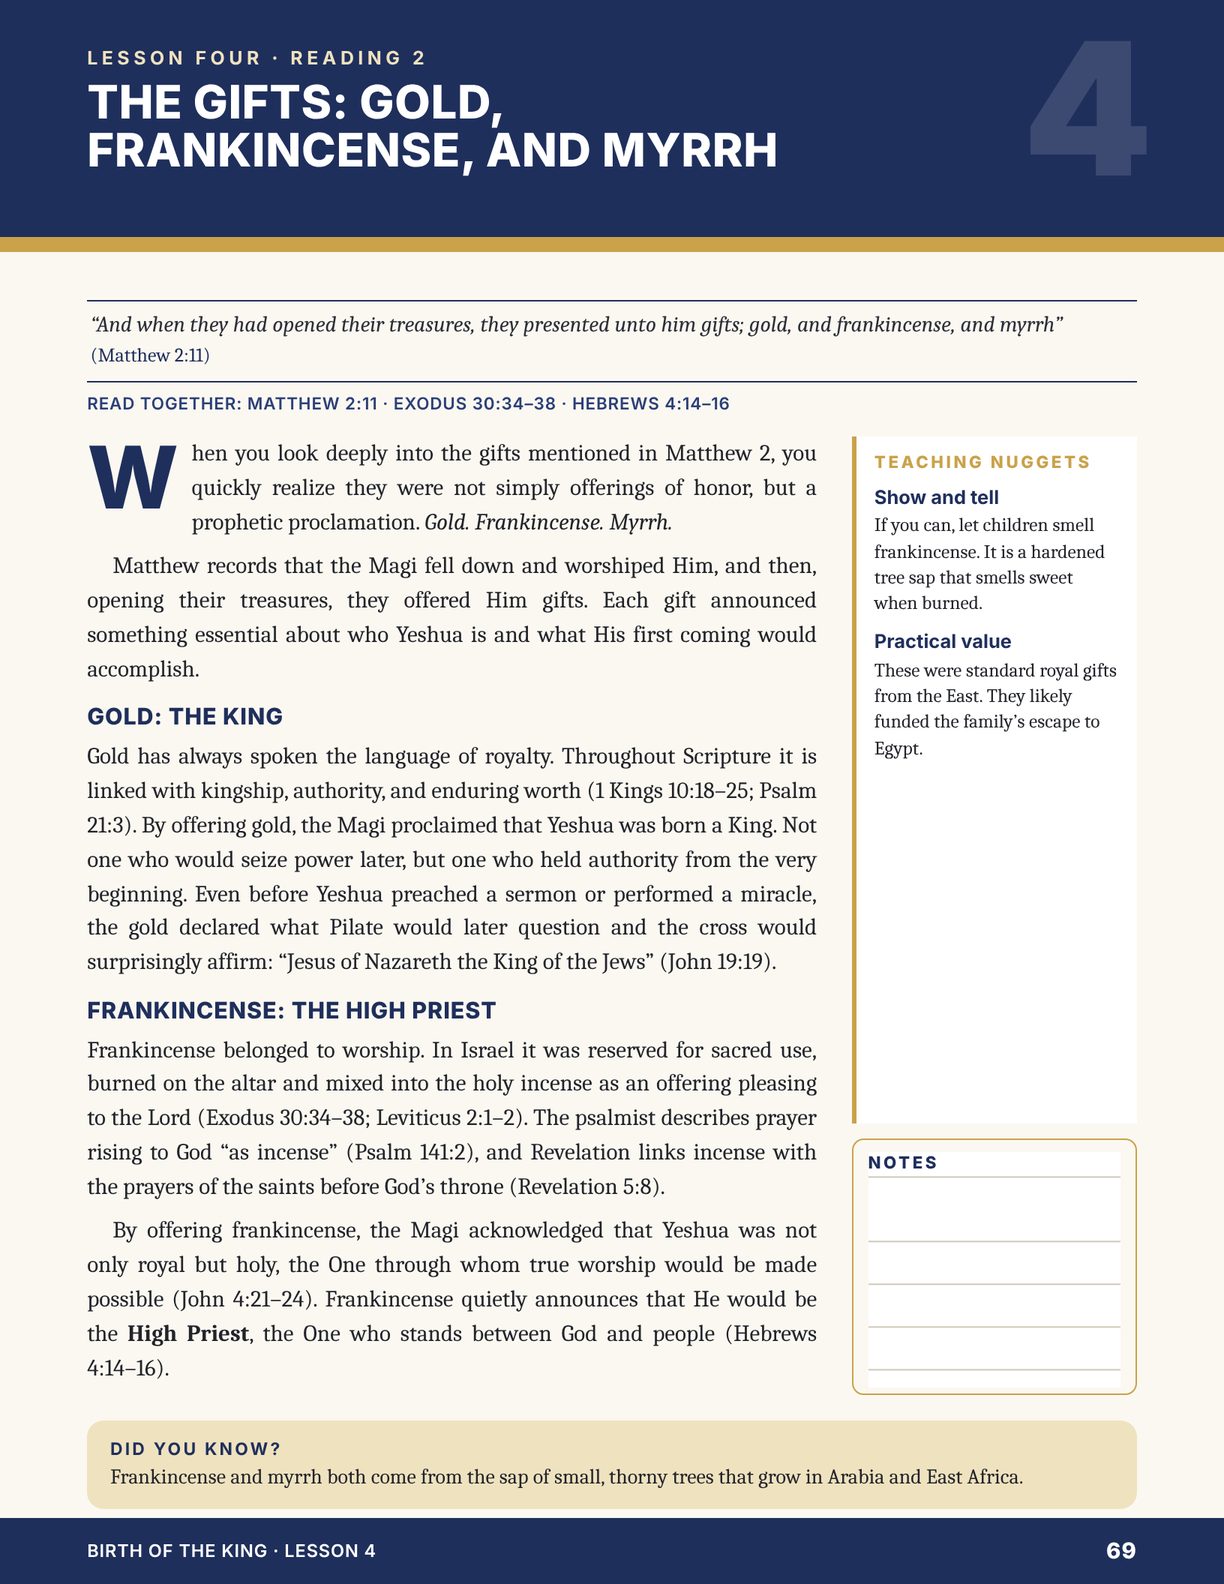 LESSON FOUR · READING 2
THE GIFTS: GOLD,
FRANKINCENSE, AND MYRRH
4
“And when they had opened their treasures, they presented unto him gifts; gold, and frankincense, and myrrh”
(Matthew 2:11)
READ TOGETHER: MATTHEW 2:11 · EXODUS 30:34–38 · HEBREWS 4:14–16
When you look deeply into the gifts mentioned in Matthew 2, you
quickly realize they were not simply offerings of honor, but a
prophetic proclamation. Gold. Frankincense. Myrrh.
Matthew records that the Magi fell down and worshiped Him, and then,
opening their treasures, they offered Him gifts. Each gift announced
something essential about who Yeshua is and what His first coming would
accomplish.
GOLD: THE KING
Gold has always spoken the language of royalty. Throughout Scripture it is
linked with kingship, authority, and enduring worth (1 Kings 10:18–25; Psalm
21:3). By offering gold, the Magi proclaimed that Yeshua was born a King. Not
one who would seize power later, but one who held authority from the very
beginning. Even before Yeshua preached a sermon or performed a miracle,
the gold declared what Pilate would later question and the cross would
surprisingly affirm: “Jesus of Nazareth the King of the Jews” (John 19:19).
FRANKINCENSE: THE HIGH PRIEST
Frankincense belonged to worship. In Israel it was reserved for sacred use,
burned on the altar and mixed into the holy incense as an offering pleasing
to the Lord (Exodus 30:34–38; Leviticus 2:1–2). The psalmist describes prayer
rising to God “as incense” (Psalm 141:2), and Revelation links incense with
the prayers of the saints before God’s throne (Revelation 5:8).
By offering frankincense, the Magi acknowledged that Yeshua was not
only royal but holy, the One through whom true worship would be made
possible (John 4:21–24). Frankincense quietly announces that He would be
the High Priest, the One who stands between God and people (Hebrews
4:14–16).
TEACHING NUGGETS
Show and tell
If you can, let children smell
frankincense. It is a hardened
tree sap that smells sweet
when burned.
Practical value
These were standard royal gifts
from the East. They likely
funded the family’s escape to
Egypt.
NOTES
DID YOU KNOW?
Frankincense and myrrh both come from the sap of small, thorny trees that grow in Arabia and East Africa.
BIRTH OF THE KING · LESSON 4
69